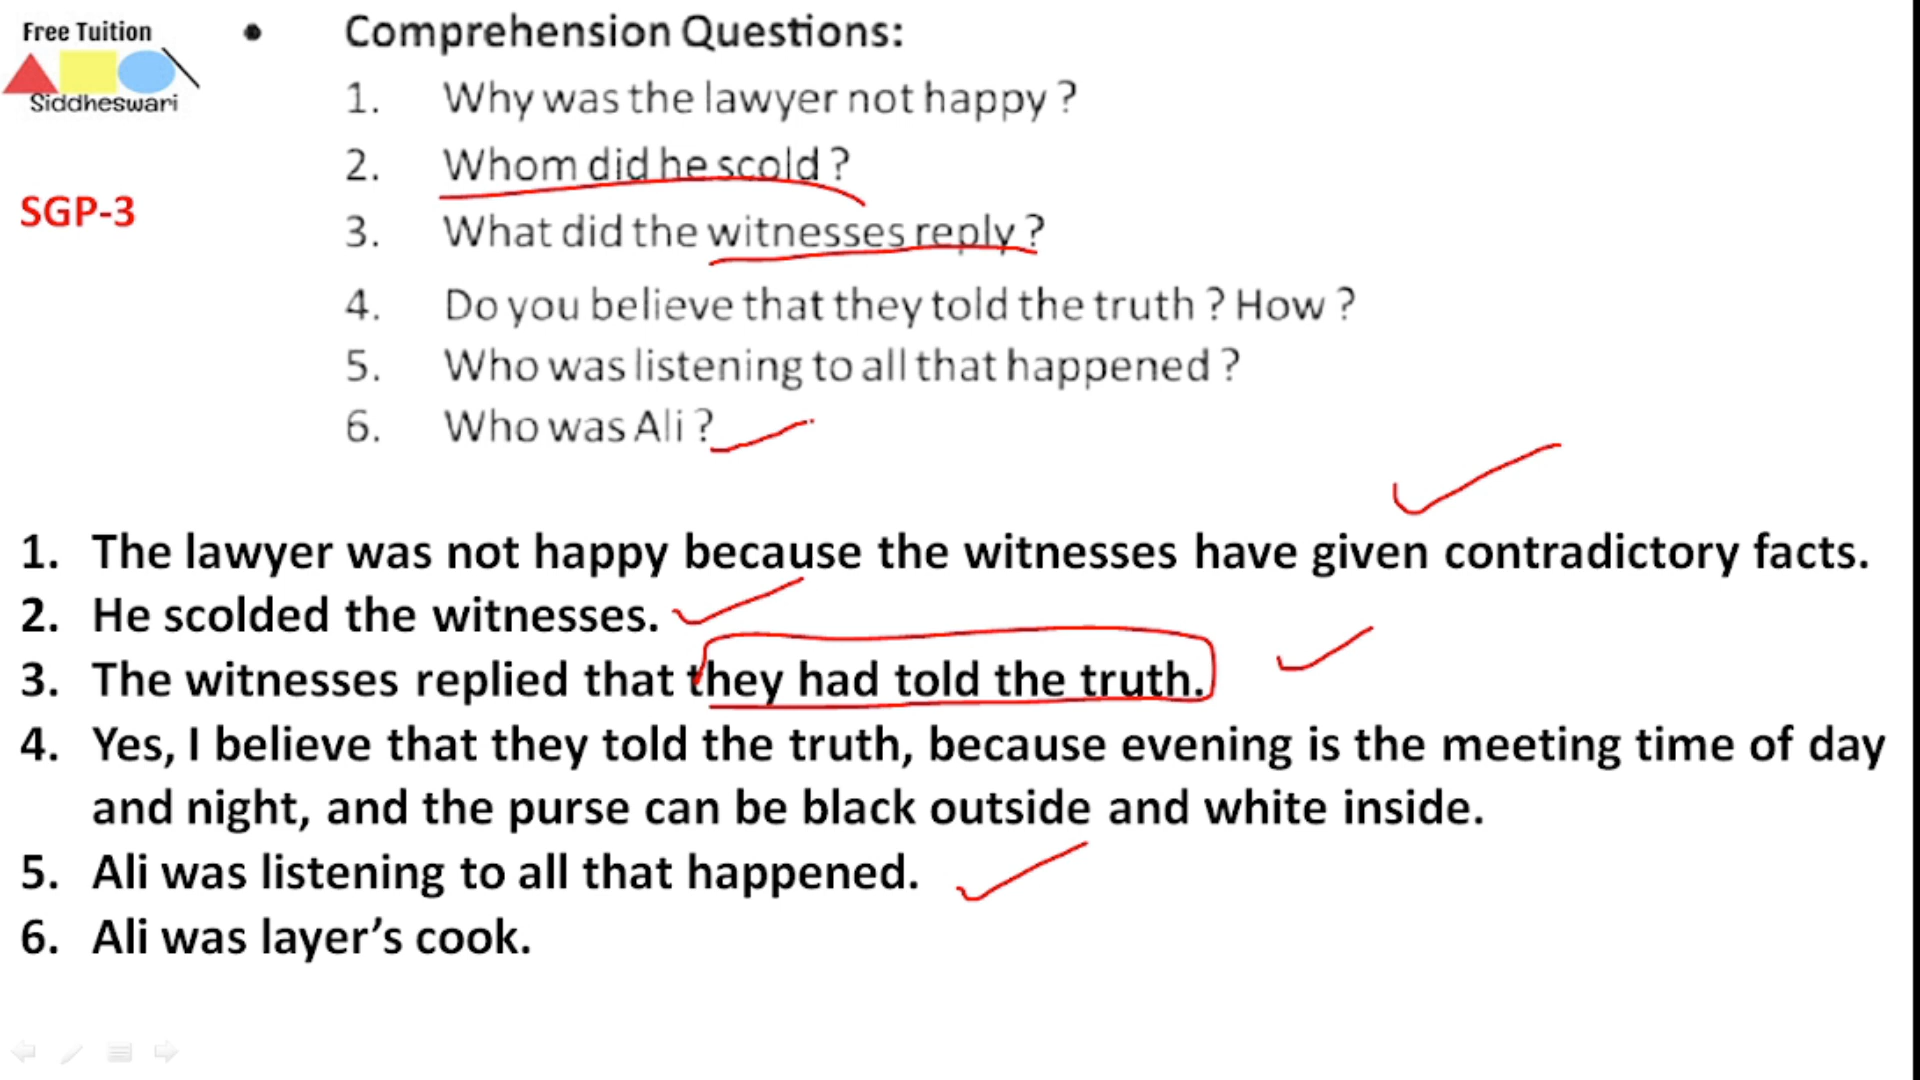 Free Tuition
Siddheswari
SGP-3
• Comprehension Questions:
1. Why was the lawyer not happy ?
2. Whom did he scold ?
3. What did the witnesses reply ?
4. Do you believe that they told the truth ? How ?
5. Who was listening to all that happened ?
6. Who was Ali ?
1. The lawyer was not happy because the witnesses have given contradictory facts.
2. He scolded the witnesses.
3. The witnesses replied that they had told the truth.
4. Yes, I believe that they told the truth, because evening is the meeting time of day
and night, and the purse can be black outside and white inside.
5. Ali was listening to all that happened.
6. Ali was layer’s cook.